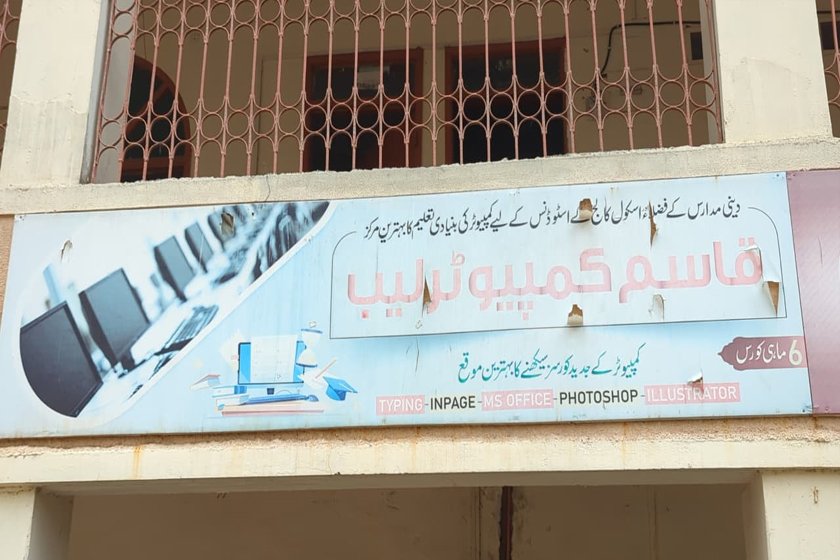 دینی مدارس کے فضلاء اسکول کالج کے اسٹوڈنس کے لیے کمپیوٹر کی بنیادی تعلیم کا بہترین مرکز
قاسم کمپیوٹر لیب
6 ماہی کورس
کمپیوٹر کے جدید کورسز سیکھنے کا بہترین موقع
TYPING-INPAGE-MS OFFICE-PHOTOSHOP-ILLUSTRATOR